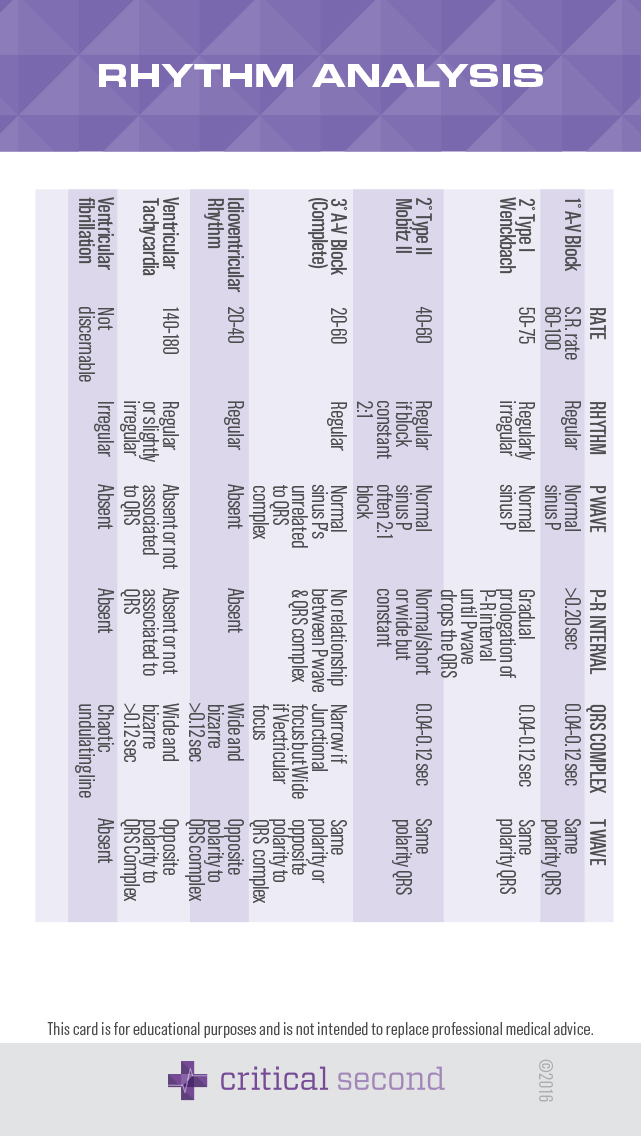 RHYTHM ANALYSIS
RATE
RHYTHM
P WAVE
P-R INTERVAL
QRS COMPLEX
T WAVE
1° A-V Block
S.R. rate
60-100
Regular
Normal
sinus P
>0.20 sec
0.04-0.12 sec
Same
polarity QRS
2° Type I
Wenckbach
50-75
Regularly
irregular
Normal
sinus P
Gradual
prologation of
P-R interval
until P wave
drops the QRS
0.04-0.12 sec
Same
polarity QRS
2° Type II
Mobitz II
40-60
Regular
if block
constant
2:1
Normal
sinus P
often 2:1
block
Normal/short
or wide but
constant
0.04-0.12 sec
Same
polarity QRS
3° A-V Block
(Complete)
20-60
Regular
Normal
sinus P's
unrelated
to QRS
complex
No relationship
between P wave
& QRS complex
Narrow if
Junctional
focus but Wide
if Vectricular
focus
Same
polarity or
opposite
polarity to
QRS complex
Idioventricular
Rhythm
20-40
Regular
Absent
Absent
Wide and
bizarre
>0.12 sec
Opposite
polarity to
QRS complex
Ventricular
Tachycardia
140-180
Regular
or slightly
irregular
Absent or not
associated
to QRS
Absent or not
associated to
QRS
Wide and
bizarre
>0.12 sec
Opposite
polarity to
QRS Complex
Ventricular
fibrillation
Not
discernable
Irregular
Absent
Absent
Chaotic
undulating line
Absent
This card is for educational purposes and is not intended to replace professional medical advice.
critical second
©2016